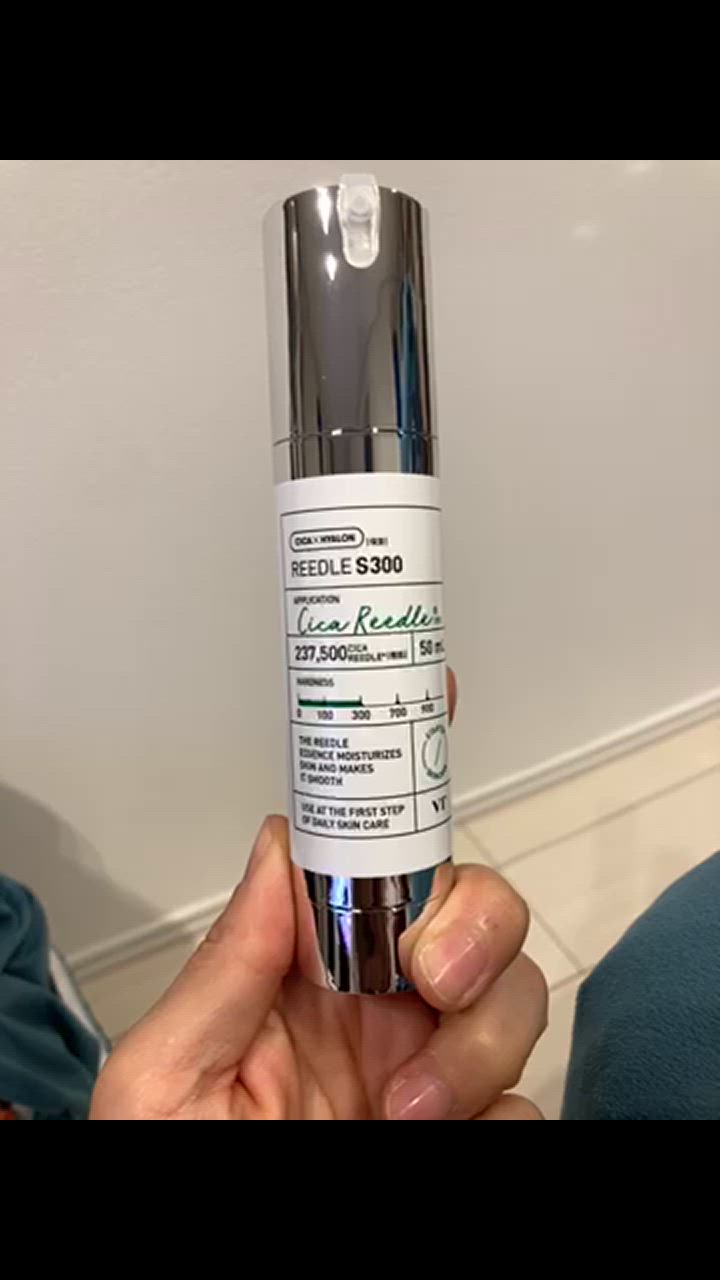 CICA × HYALON
REEDLE S300
APPLICATION
Cica Reedle
237,500 CICA REEDLE
50 mL
HARDNESS
0 100 300 700 900
THE REEDLE
ESSENCE MOISTURIZES
SKIN AND MAKES
IT SMOOTH
USE AT THE FIRST STEP
OF DAILY SKIN CARE
VT